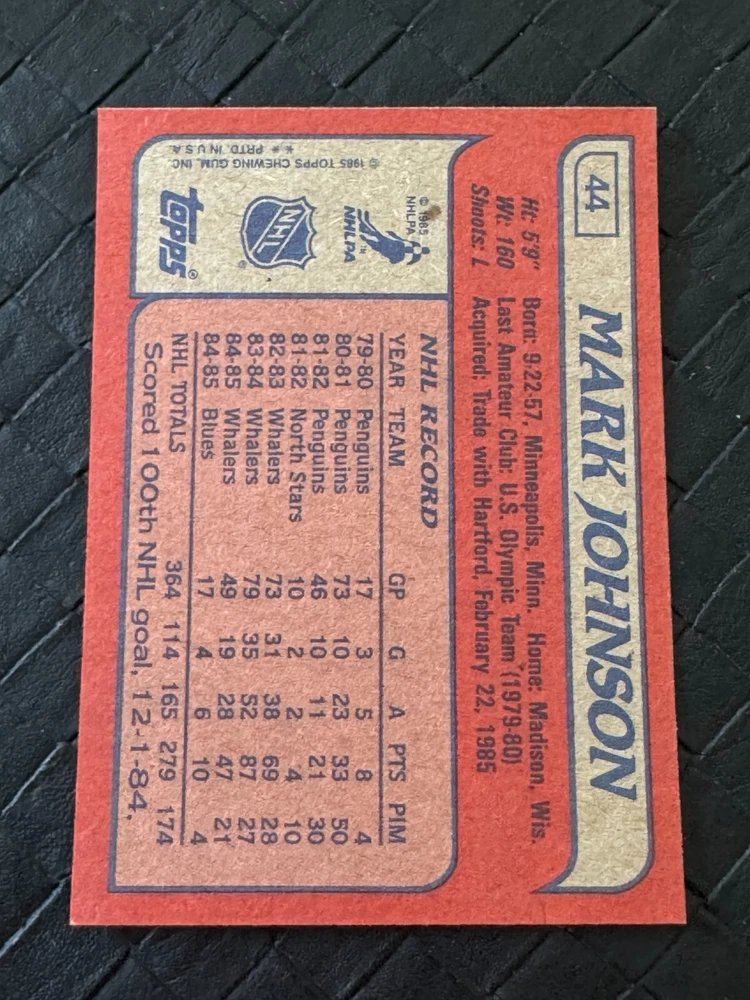 44 MARK JOHNSON
Ht: 5'9" Born: 9-22-57, Minneapolis, Minn. Home: Madison, Wis.
Wt: 160 Last Amateur Club: U.S. Olympic Team (1979-80)
Shoots: L Acquired: Trade with Hartford, February 22, 1985
© 1985
NHLPA
NHLPA
TM
NHL
®
topps®
© 1985 TOPPS CHEWING GUM, INC.
* * PRTD. IN U.S.A.
NHL RECORD
YEAR TEAM GP G A PTS PIM
79-80 Penguins 17 3 5 8 4
80-81 Penguins 73 10 23 33 50
81-82 Penguins 46 10 11 21 30
81-82 North Stars 10 2 2 4 10
82-83 Whalers 73 31 38 69 28
83-84 Whalers 79 35 52 87 27
84-85 Whalers 49 19 28 47 21
84-85 Blues 17 4 6 10 4
NHL TOTALS 364 114 165 279 174
Scored 100th NHL goal, 12-1-84.